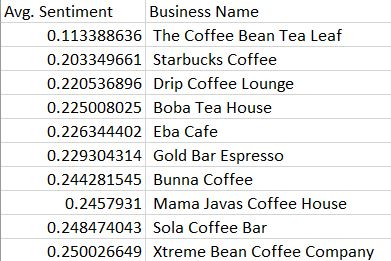 Avg. Sentiment Business Name
0.113388636 The Coffee Bean Tea Leaf
0.203349661 Starbucks Coffee
0.220536896 Drip Coffee Lounge
0.225008025 Boba Tea House
0.226344402 Eba Cafe
0.229304314 Gold Bar Espresso
0.244281545 Bunna Coffee
0.2457931 Mama Javas Coffee House
0.248474043 Sola Coffee Bar
0.250026649 Xtreme Bean Coffee Company